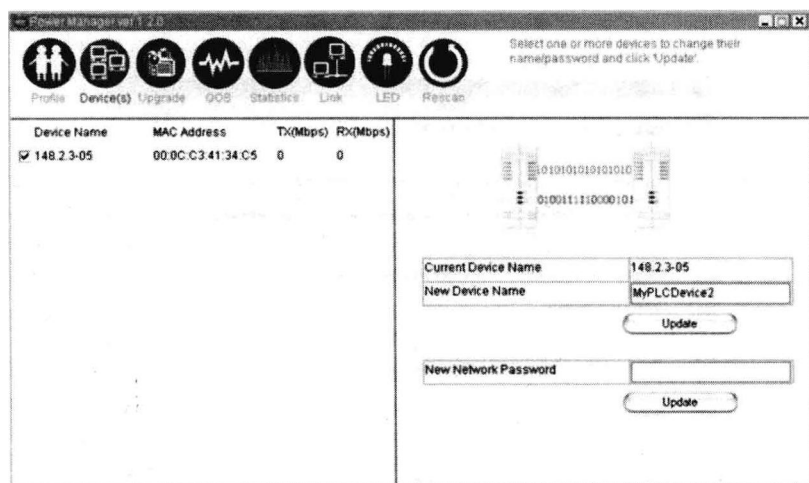 Power Manager ver 1.2.0
Select one or more devices to change their
name/password and click 'Update'.
Profile Device(s) Upgrade QOS Statistics Link LED Rescan
Device Name MAC Address TX(Mbps) RX(Mbps)
148.2.3-05 00:0C:C3:41:34:C5 0 0
1010101010101010
0100111110000101
Current Device Name 148.2.3-05
New Device Name MyPLCDevice2
Update
New Network Password
Update